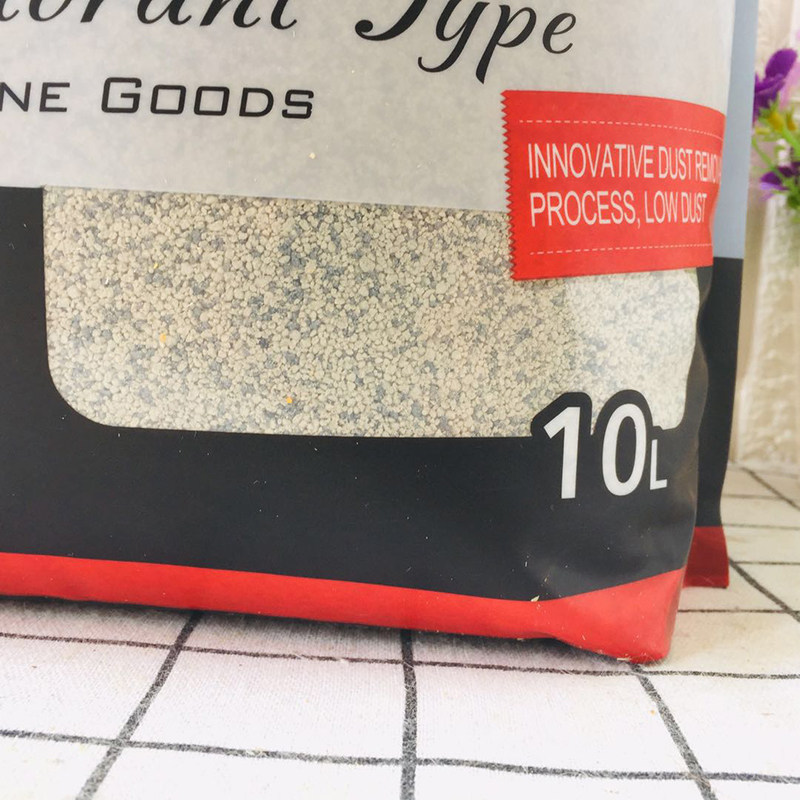 Type
GOODS
INNOVATIVE DUST
PROCESS, LOW DUST
10L